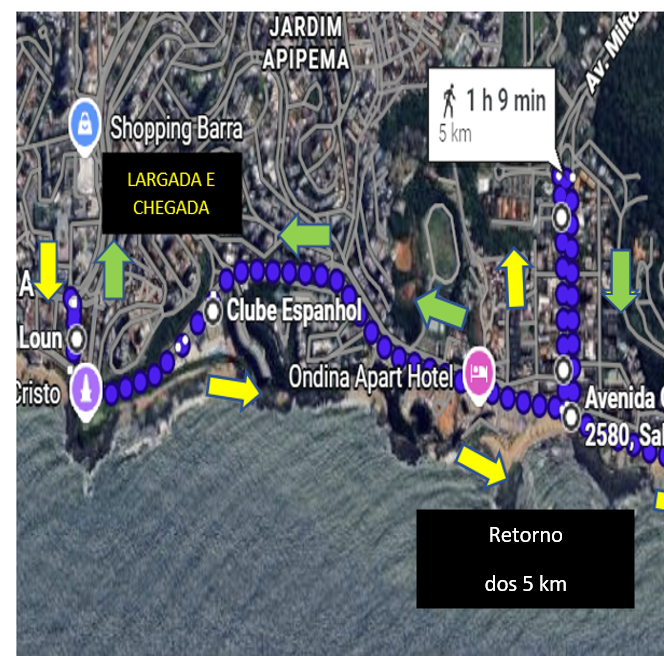 JARDIM
APIPEMA
Av. Milto
1 h 9 min
5 km
Shopping Barra
LARGADA E
CHEGADA
A
Loun
Clube Espanhol
Cristo
Ondina Apart Hotel
Avenida
2580, Sal
Retorno
dos 5 km